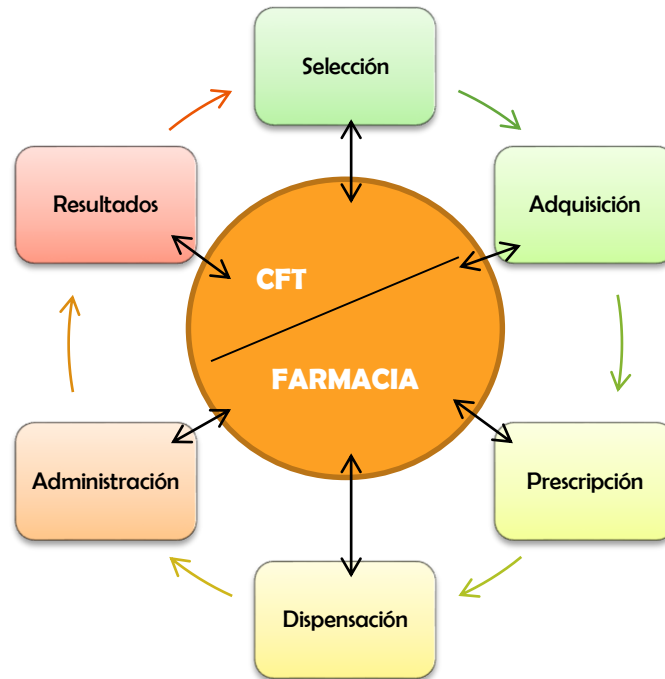 Selección
Resultados
Adquisición
CFT
FARMACIA
Administración
Prescripción
Dispensación